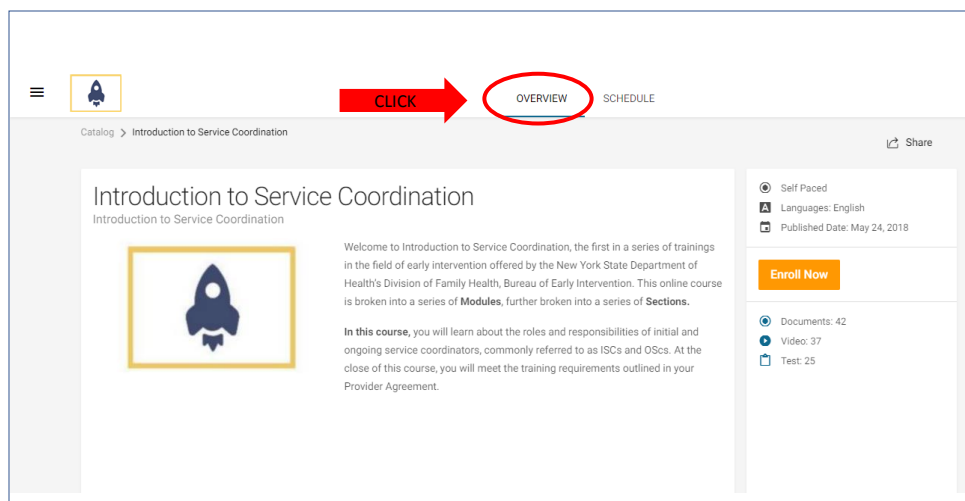 CLICK
OVERVIEW SCHEDULE
Catalog > Introduction to Service Coordination
Share
Introduction to Service Coordination
Introduction to Service Coordination
Welcome to Introduction to Service Coordination, the first in a series of trainings
in the field of early intervention offered by the New York State Department of
Health's Division of Family Health, Bureau of Early Intervention. This online course
is broken into a series of Modules, further broken into a series of Sections.
In this course, you will learn about the roles and responsibilities of initial and
ongoing service coordinators, commonly referred to as ISCs and OScs. At the
close of this course, you will meet the training requirements outlined in your
Provider Agreement.
Self Paced
A Languages: English
Published Date: May 24, 2018
Enroll Now
Documents: 42
Video: 37
Test: 25